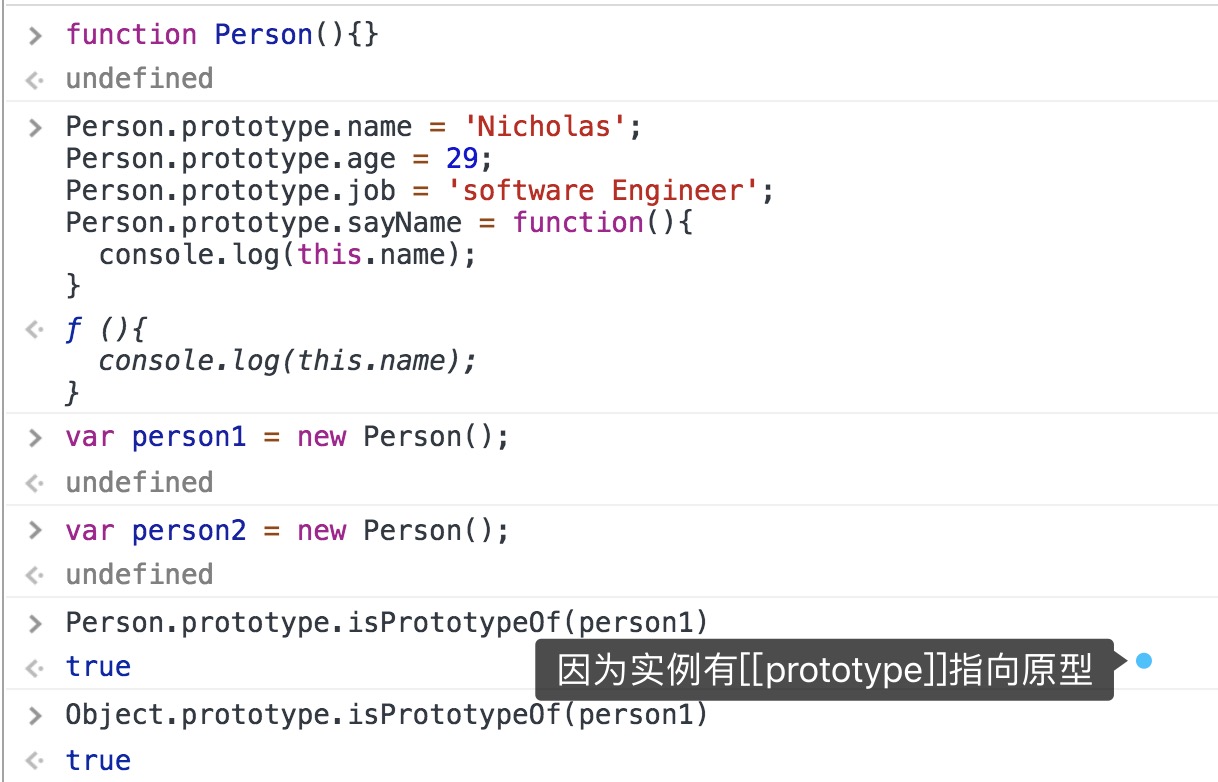 > function Person(){}
<· undefined
> Person.prototype.name = 'Nicholas';
Person.prototype.age = 29;
Person.prototype.job = 'software Engineer';
Person.prototype.sayName = function(){
  console.log(this.name);
}
<· f (){
  console.log(this.name);
}
> var person1 = new Person();
<· undefined
> var person2 = new Person();
<· undefined
> Person.prototype.isPrototypeOf(person1)
<· true
因为实例有[[prototype]]指向原型
> Object.prototype.isPrototypeOf(person1)
<· true